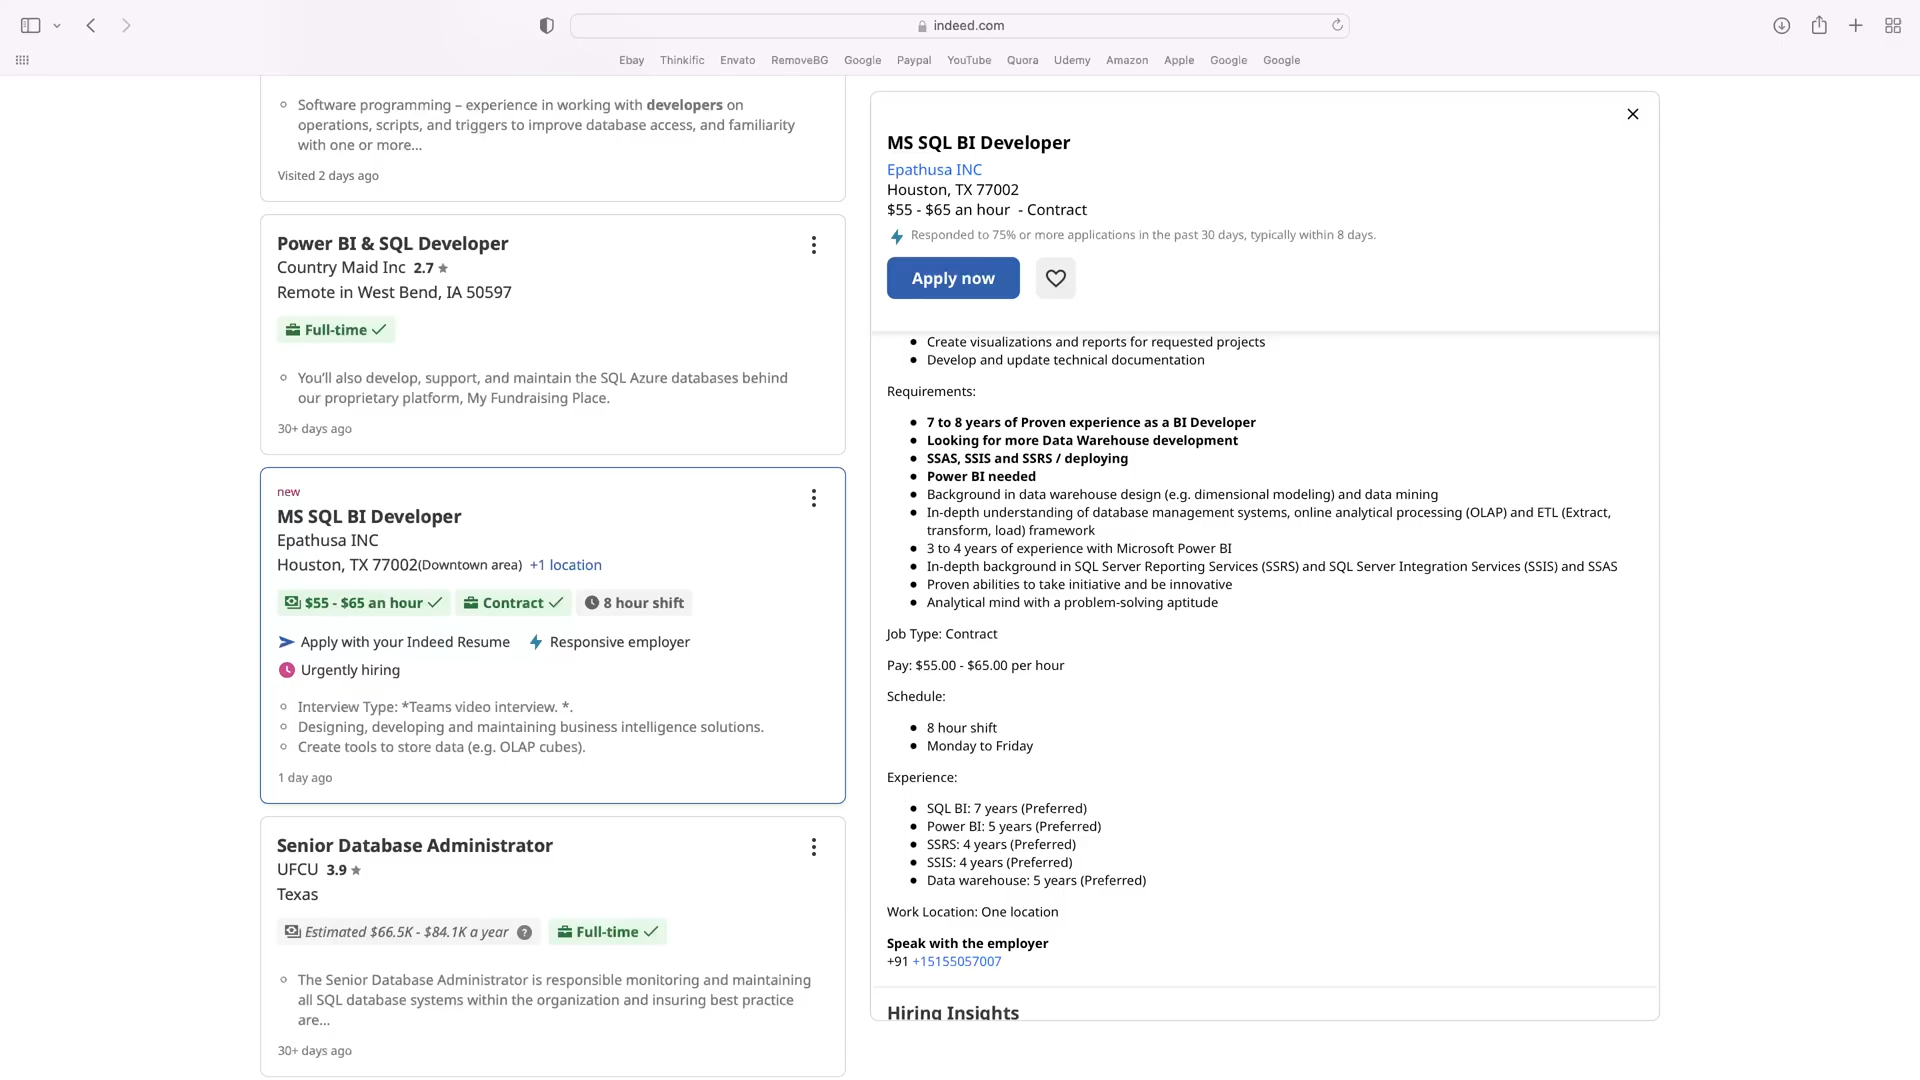 indeed.com
Ebay Thinkific Envato RemoveBG Google Paypal YouTube Quora Udemy Amazon Apple Google Google
Software programming – experience in working with developers on
operations, scripts, and triggers to improve database access, and familiarity
with one or more...
Visited 2 days ago
Power BI & SQL Developer
Country Maid Inc 2.7
Remote in West Bend, IA 50597
Full-time
You'll also develop, support, and maintain the SQL Azure databases behind
our proprietary platform, My Fundraising Place.
30+ days ago
new
MS SQL BI Developer
Epathusa INC
Houston, TX 77002(Downtown area) +1 location
$55 - $65 an hour Contract 8 hour shift
Apply with your Indeed Resume Responsive employer
Urgently hiring
Interview Type: *Teams video interview. *.
Designing, developing and maintaining business intelligence solutions.
Create tools to store data (e.g. OLAP cubes).
1 day ago
Senior Database Administrator
UFCU 3.9
Texas
Estimated $66.5K - $84.1K a year ? Full-time
The Senior Database Administrator is responsible monitoring and maintaining
all SQL database systems within the organization and insuring best practice
are...
30+ days ago
MS SQL BI Developer
Epathusa INC
Houston, TX 77002
$55 - $65 an hour - Contract
Responded to 75% or more applications in the past 30 days, typically within 8 days.
Apply now
Create visualizations and reports for requested projects
Develop and update technical documentation
Requirements:
7 to 8 years of Proven experience as a BI Developer
Looking for more Data Warehouse development
SSAS, SSIS and SSRS / deploying
Power BI needed
Background in data warehouse design (e.g. dimensional modeling) and data mining
In-depth understanding of database management systems, online analytical processing (OLAP) and ETL (Extract,
transform, load) framework
3 to 4 years of experience with Microsoft Power BI
In-depth background in SQL Server Reporting Services (SSRS) and SQL Server Integration Services (SSIS) and SSAS
Proven abilities to take initiative and be innovative
Analytical mind with a problem-solving aptitude
Job Type: Contract
Pay: $55.00 - $65.00 per hour
Schedule:
8 hour shift
Monday to Friday
Experience:
SQL BI: 7 years (Preferred)
Power BI: 5 years (Preferred)
SSRS: 4 years (Preferred)
SSIS: 4 years (Preferred)
Data warehouse: 5 years (Preferred)
Work Location: One location
Speak with the employer
+91 +15155057007
Hiring Insights